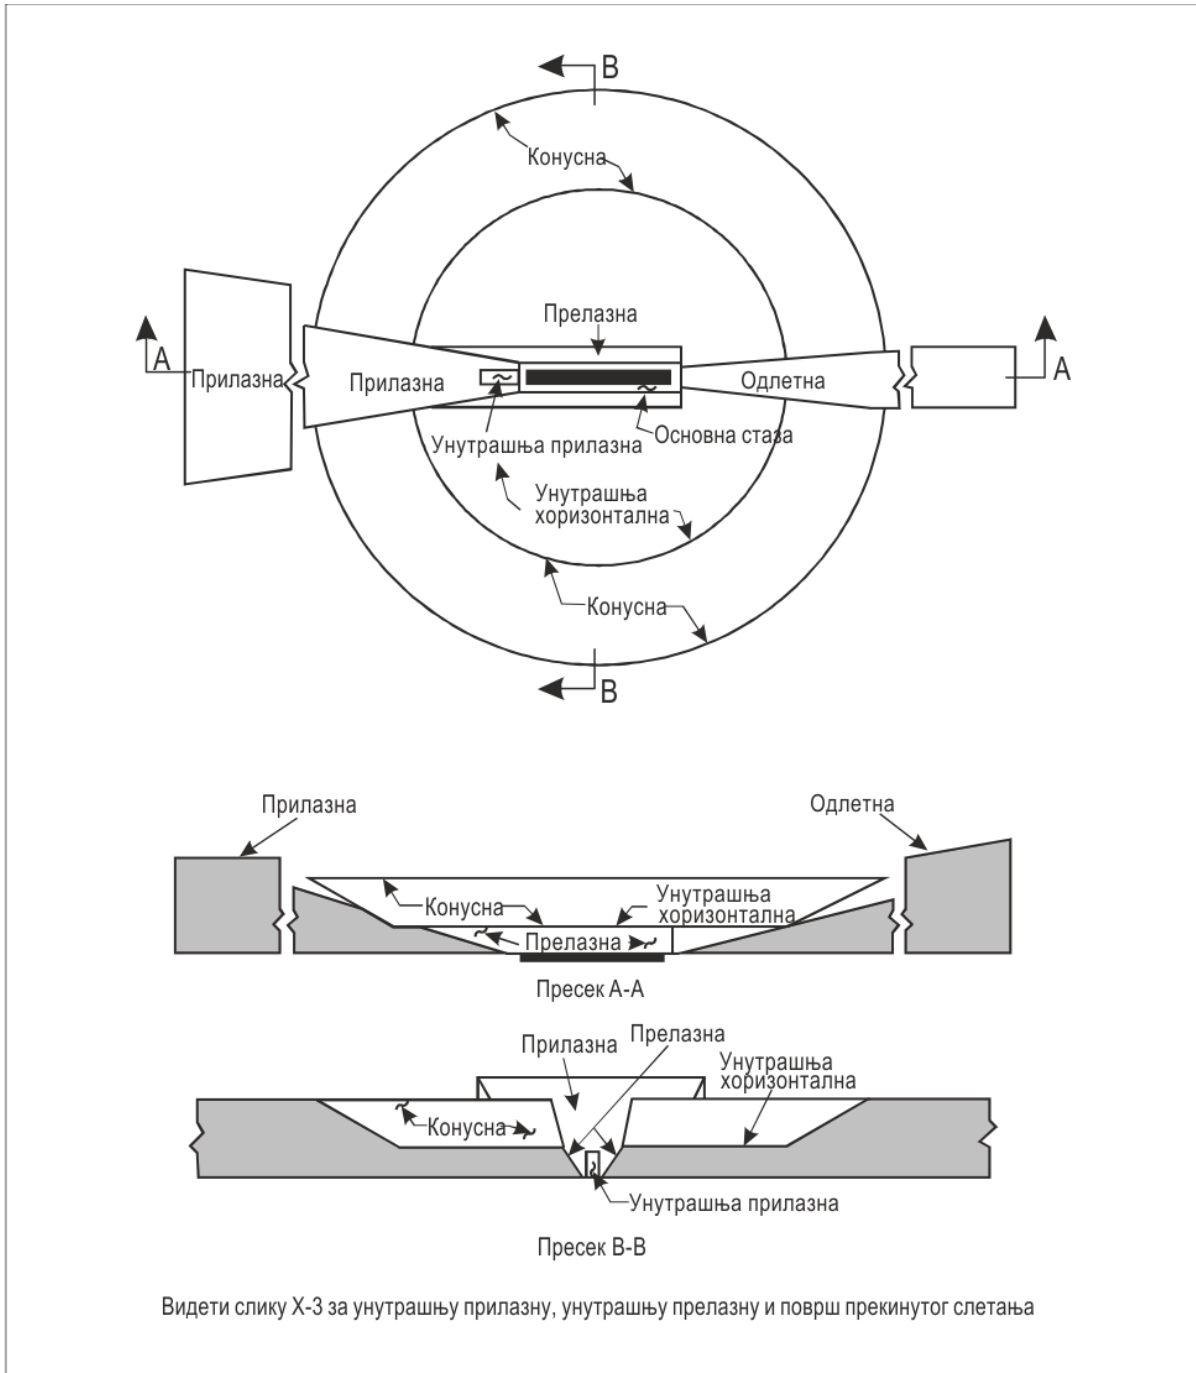 B
Конусна
Прелазна
A
Прилазна
Прилазна
Одлетна
A
Унутрашња прилазна
Основна стаза
Унутрашња
хоризонтална
Конусна
B
Прилазна
Одлетна
Конусна
Унутрашња
хоризонтална
Прелазна
Пресек A-A
Прилазна
Прелазна
Унутрашња
хоризонтална
Конусна
Унутрашња прилазна
Пресек B-B
Видети слику X-3 за унутрашњу прилазну, унутрашњу прелазну и површ прекинутог слетања